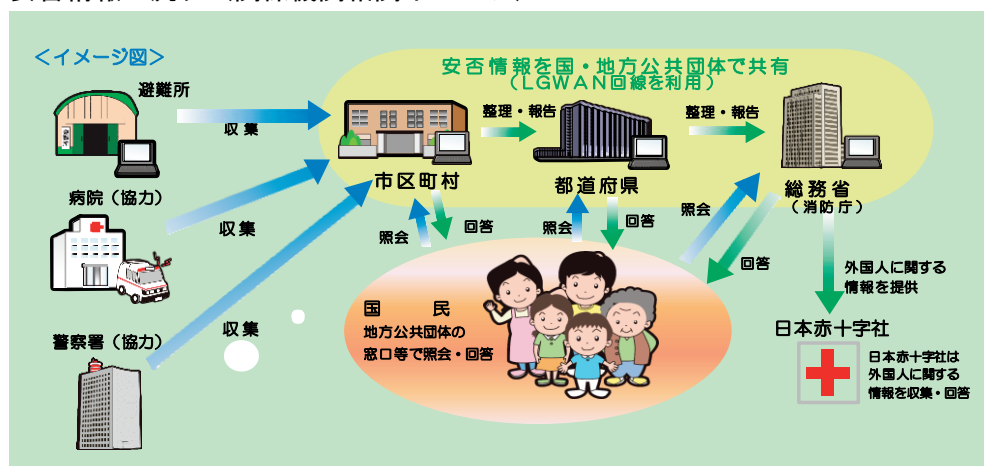 <イメージ図>
安否情報を国・地方公共団体で共有
(LGWAN回線を利用)
避難所
収集
整理・報告
整理・報告
市区町村
都道府県
総務省
(消防庁)
病院(協力)
収集
照会
回答
照会
回答
照会
回答
外国人に関する
情報を提供
国 民
地方公共団体の
窓口等で照会・回答
収集
警察署(協力)
日本赤十字社
日本赤十字社は
外国人に関する
情報を収集・回答